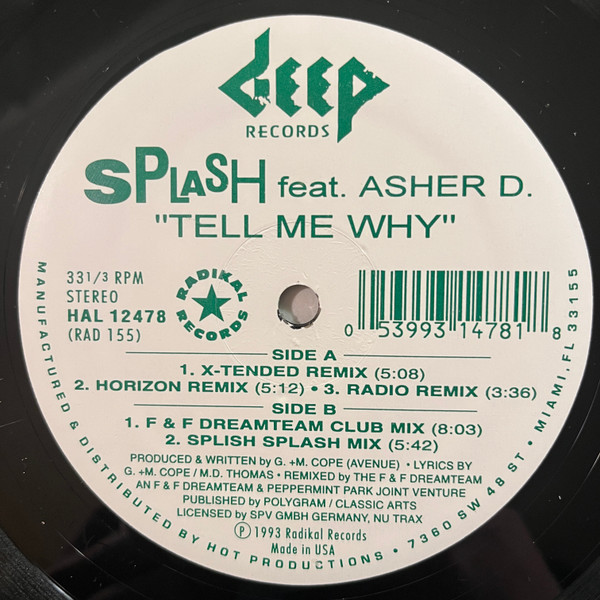 deep
RECORDS
SPLASH feat. ASHER D.
"TELL ME WHY"
33 1/3 RPM
STEREO
HAL 12478
(RAD 155)
RADIKAL RECORDS
0 53993 14781 8
SIDE A
1. X-TENDED REMIX (5:08)
2. HORIZON REMIX (5:12) • 3. RADIO REMIX (3:36)
SIDE B
1. F & F DREAMTEAM CLUB MIX (8:03)
2. SPLISH SPLASH MIX (5:42)
PRODUCED & WRITTEN by G. +M. COPE (AVENUE) • LYRICS BY
G. +M. COPE / M.D. THOMAS • REMIXED by THE F & F DREAMTEAM
AN F & F DREAMTEAM & PEPPERMINT PARK JOINT VENTURE
PUBLISHED by POLYGRAM / CLASSIC ARTS
LICENSED by SPV GMBH GERMANY, NU TRAX
℗ 1993 Radikal Records
Made in USA
MANUFACTURED & DISTRIBUTED BY HOT PRODUCTIONS • 7360 SW 48 ST • MIAMI, FL 33155